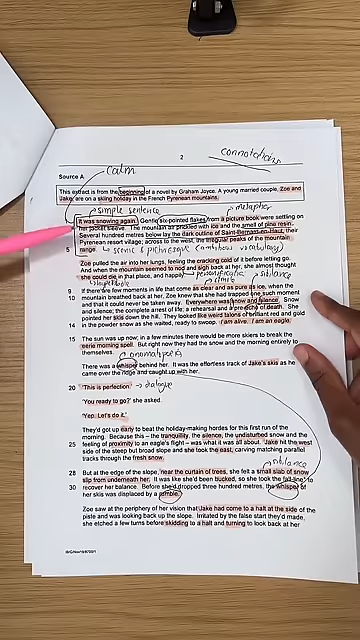 2
connotations
calm
Source A
This extract is from the beginning of a novel by Graham Joyce. A young married couple, Zoe and
Jake are on a skiing holiday in the French Pyrenean mountains.
simple sentence
metaphor
It was snowing again. Gentle six-pointed flakes from a picture book were settling on
her jacket sleeve. The mountain air prickled with ice and the smell of pine resin.
Several hundred metres below lay the dark outline of Saint-Bernard-en-Haut, their
Pyrenean resort village; across to the west, the irregular peaks of the mountain
5 range.
scenic & picturesque
Zoe pulled the air into her lungs, feeling the cracking cold of it before letting go.
And when the mountain seemed to nod and sigh back at her, she almost thought
she could die in that place, and happily.
personification
simile
sibilance
9 If there are few moments in life that come as clear and as pure as ice, when the
10 mountain breathed back at her, Zoe knew that she had trapped one such moment
and that it could never be taken away. Everywhere was snow and silence. Snow
and silence; the complete arrest of life; a rehearsal and a pre-echo of death. She
pointed her skis down the hill. They looked like weird talons of brilliant red and gold
14 in the powder snow as she waited, ready to swoop. I am alive. I am an eagle.
15 The sun was up now; in a few minutes there would be more skiers to break the
eerie morning spell. But right now they had the snow and the morning entirely to
themselves.
onomatopoeia
There was a whisper behind her. It was the effortless track of Jake's skis as he
came over the ridge and caught up with her.
20 'This is perfection.'
dialogue
'You ready to go?' she asked.
'Yep. Let's do it.'
They'd got up early to beat the holiday-making hordes for this first run of the
morning. Because this – the tranquility, the silence, the undisturbed snow and the
25 feeling of proximity to an eagle's flight – was what it was all about. Jake hit the west
side of the steep but broad slope and she took the east, carving matching parallel
tracks through the fresh snow.
sibilance
28 But at the edge of the slope, near the curtain of trees, she felt a small slab of snow
slip from underneath her. It was like she'd been bucked, so she took the fall-line to
30 recover her balance. Before she'd dropped three hundred metres, the whisper of
her skis was displaced by a rumble.
Zoe saw at the periphery of her vision that Jake had come to a halt at the side of the
piste and was looking back up the slope. Irritated by the false start they'd made,
she etched a few turns before skidding to a halt and turning to look back at her